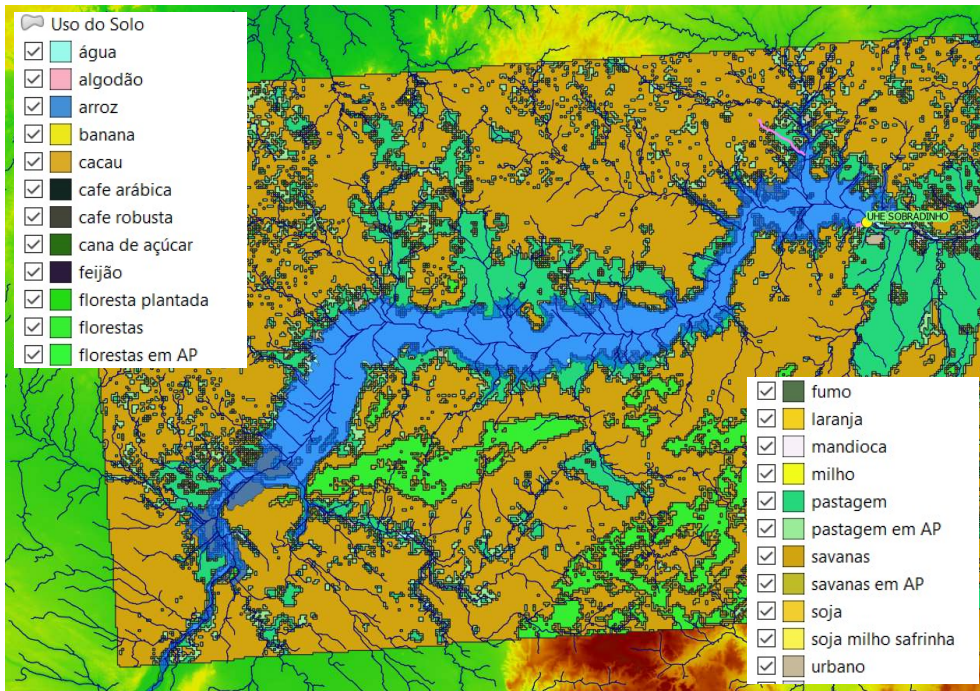 Uso do Solo
água
algodão
arroz
banana
cacau
cafe arábica
cafe robusta
cana de açúcar
feijão
floresta plantada
florestas
florestas em AP
UHE SOBRADINHO
fumo
laranja
mandioca
milho
pastagem
pastagem em AP
savanas
savanas em AP
soja
soja milho safrinha
urbano